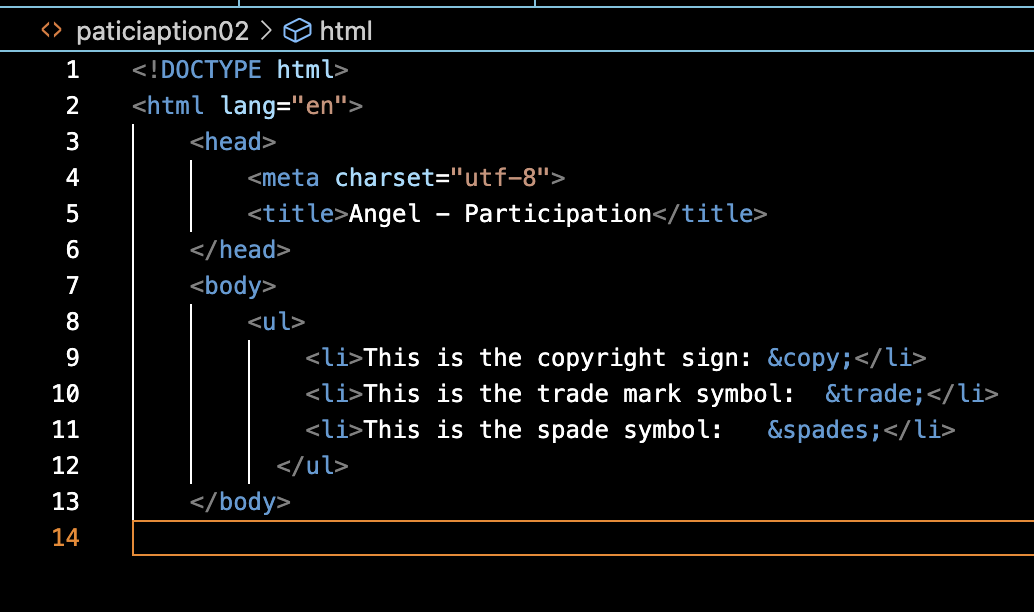 paticiaption02 > html
1 <!DOCTYPE html>
2 <html lang="en">
3     <head>
4         <meta charset="utf-8">
5         <title>Angel - Participation</title>
6     </head>
7     <body>
8         <ul>
9             <li>This is the copyright sign: &copy;</li>
10             <li>This is the trade mark symbol:  &trade;</li>
11             <li>This is the spade symbol:   &spades;</li>
12           </ul>
13     </body>
14